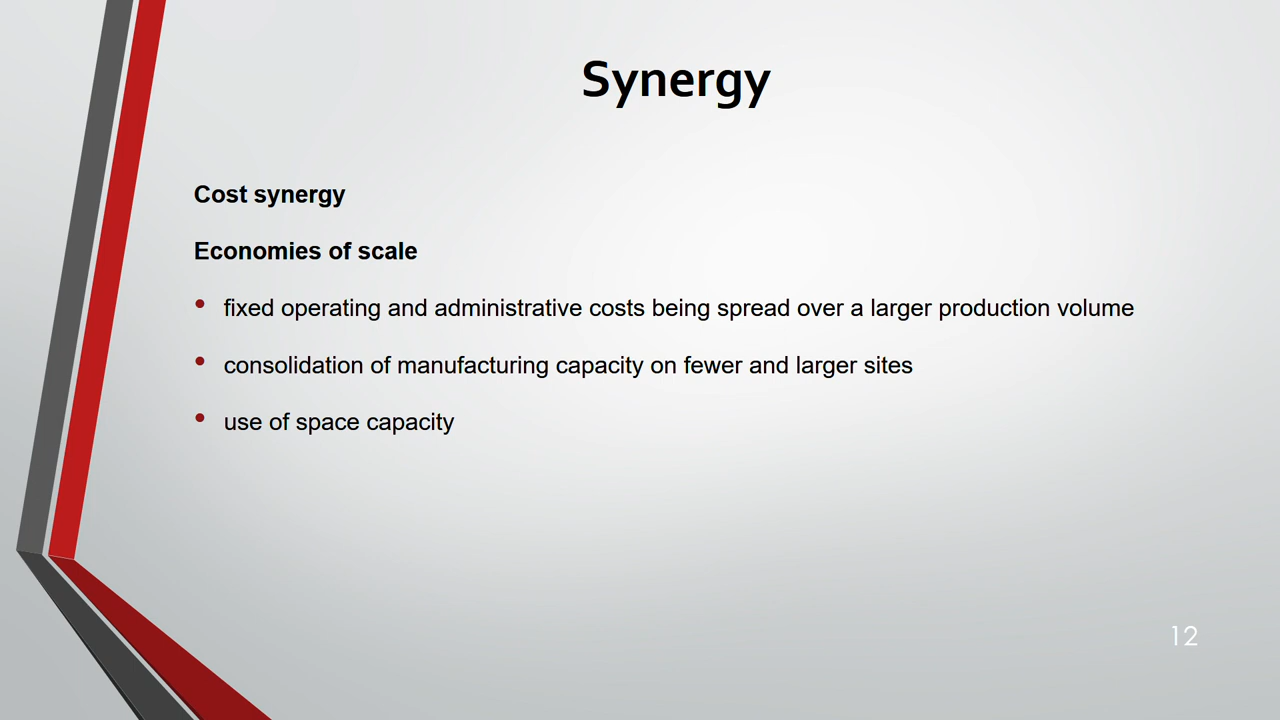 Synergy
Cost synergy
Economies of scale
• fixed operating and administrative costs being spread over a larger production volume
• consolidation of manufacturing capacity on fewer and larger sites
• use of space capacity
12